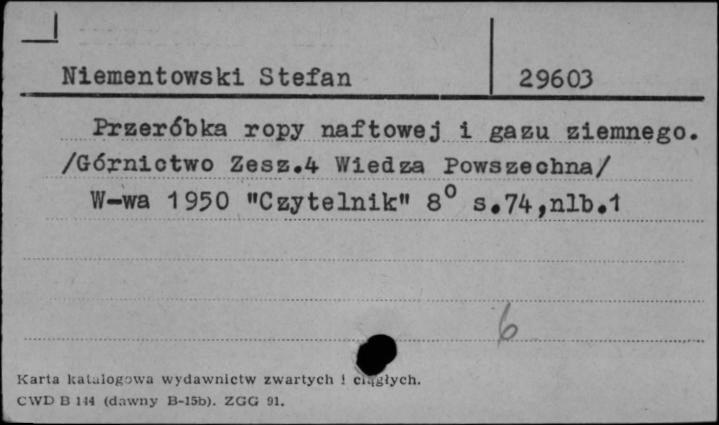 Niementowski Stefan 29603
Przeróbka ropy naftowej i gazu ziemnego.
/Górnictwo Zesz.4 Wiedza Powszechna/
W-wa 1950 "Czytelnik" 8⁰ s.74,nlb.1
6
Karta katalogowa wydawnictw zwartych i ciągłych.
CWD B 144 (dawny B-15b). ZGG 91.